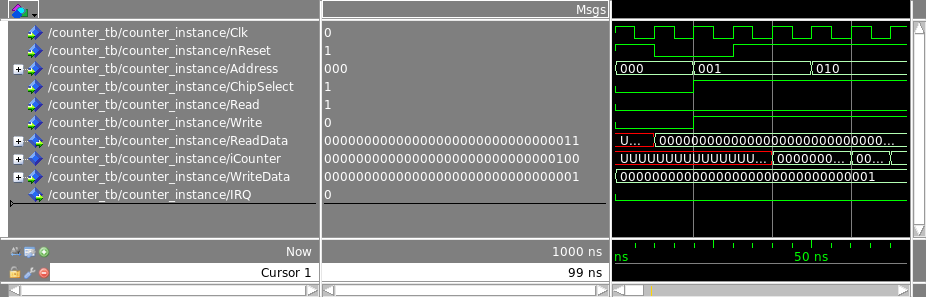 Msgs
/counter_tb/counter_instance/Clk 0
/counter_tb/counter_instance/nReset 1
/counter_tb/counter_instance/Address 000 000 001 010
/counter_tb/counter_instance/ChipSelect 1
/counter_tb/counter_instance/Read 1
/counter_tb/counter_instance/Write 0
/counter_tb/counter_instance/ReadData 00000000000000000000000000000011 U... 00000000000000000000000000...
/counter_tb/counter_instance/iCounter 00000000000000000000000000000100 UUUUUUUUUUUUUUU... 0000000... 00...
/counter_tb/counter_instance/WriteData 00000000000000000000000000000001 00000000000000000000000000000001
/counter_tb/counter_instance/IRQ 0
Now 1000 ns ns 50 ns
Cursor 1 99 ns